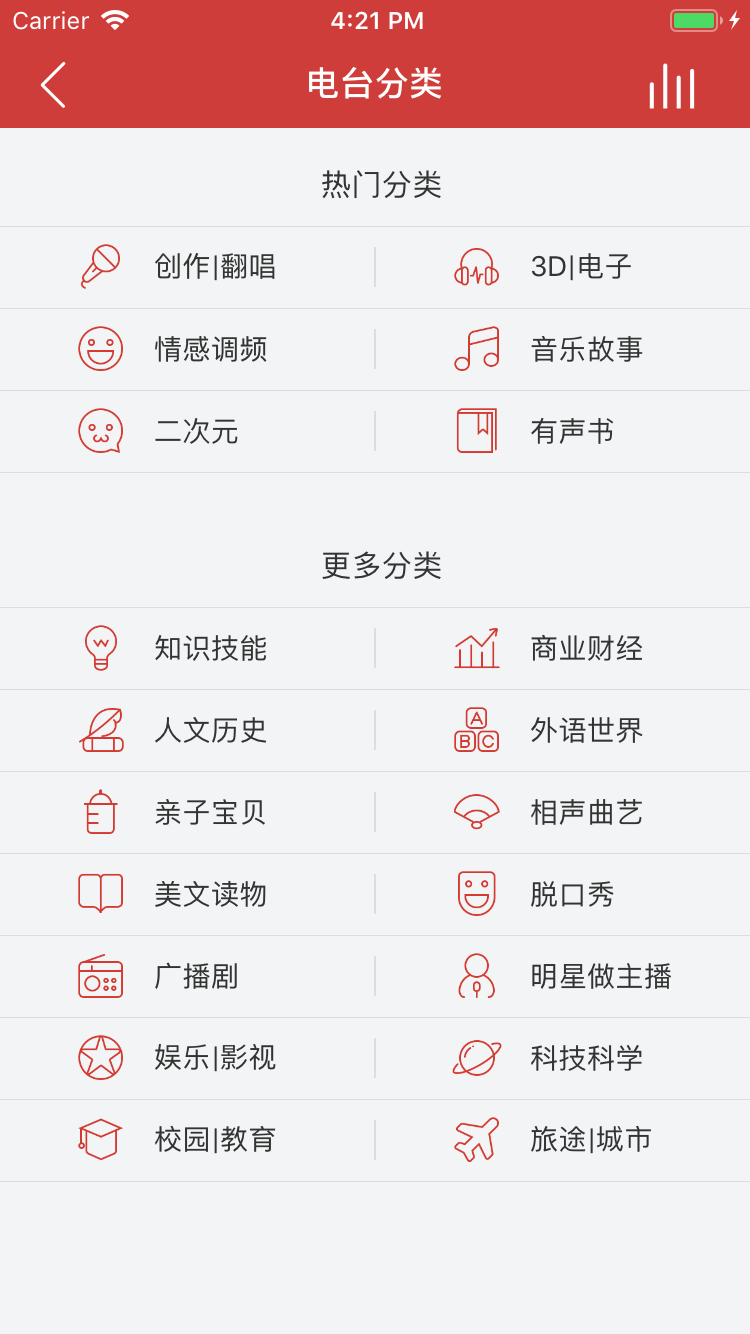 Carrier 4:21 PM
电台分类
热门分类
创作|翻唱 3D|电子
情感调频 音乐故事
二次元 有声书
更多分类
知识技能 商业财经
人文历史 A B C 外语世界
亲子宝贝 相声曲艺
美文读物 脱口秀
广播剧 明星做主播
娱乐|影视 科技科学
校园|教育 旅途|城市